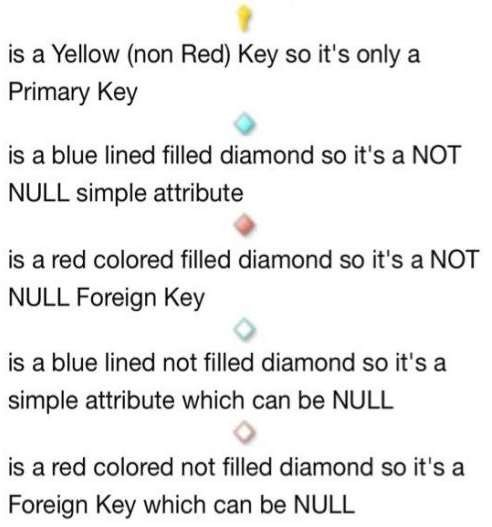 is a Yellow (non Red) Key so it's only a
Primary Key
is a blue lined filled diamond so it's a NOT
NULL simple attribute
is a red colored filled diamond so it's a NOT
NULL Foreign Key
is a blue lined not filled diamond so it's a
simple attribute which can be NULL
is a red colored not filled diamond so it's a
Foreign Key which can be NULL